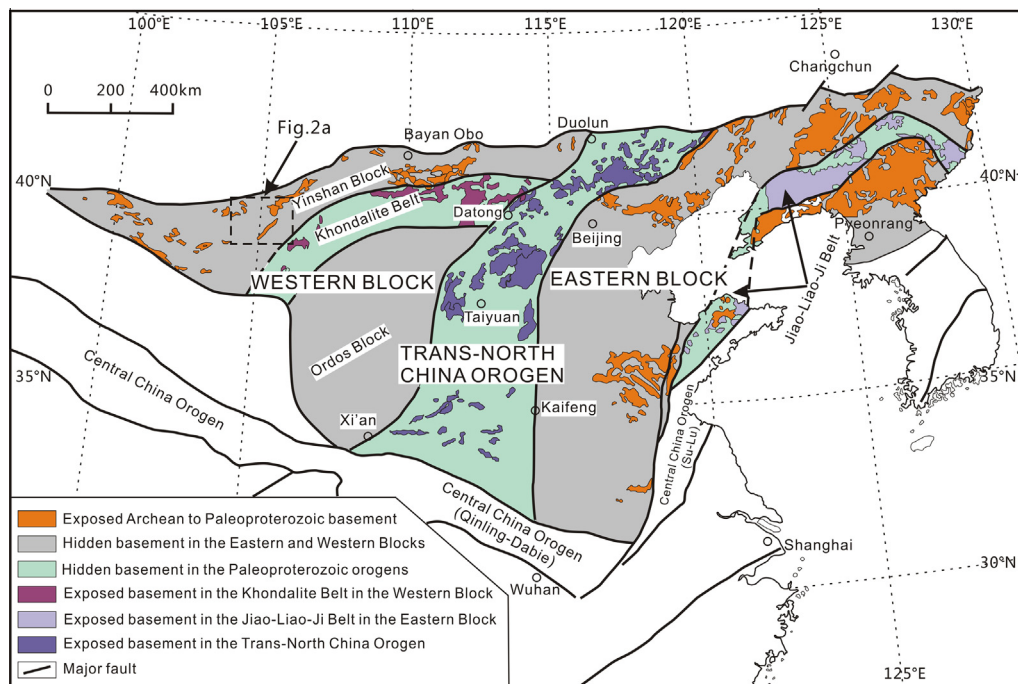 100°E
105°E
110°E
115°E
120°E
125°E
130°E
0
200
400km
Changchun
Fig.2a
Duolun
Bayan Obo
40°N
Yinshan Block
40°N
Khondalite Belt
Datong
Beijing
Pyeonrang
WESTERN BLOCK
EASTERN BLOCK
Jiao-Liao-Ji Belt
Taiyuan
Ordos Block
TRANS-NORTH
CHINA OROGEN
35°N
35°N
Central China Orogen
Xi'an
Kaifeng
Central China Orogen
(Su-Lu)
Central China Orogen
(Qinling-Dabie)
Shanghai
Wuhan
30°N
125°E
Exposed Archean to Paleoproterozoic basement
Hidden basement in the Eastern and Western Blocks
Hidden basement in the Paleoproterozoic orogens
Exposed basement in the Khondalite Belt in the Western Block
Exposed basement in the Jiao-Liao-Ji Belt in the Eastern Block
Exposed basement in the Trans-North China Orogen
Major fault